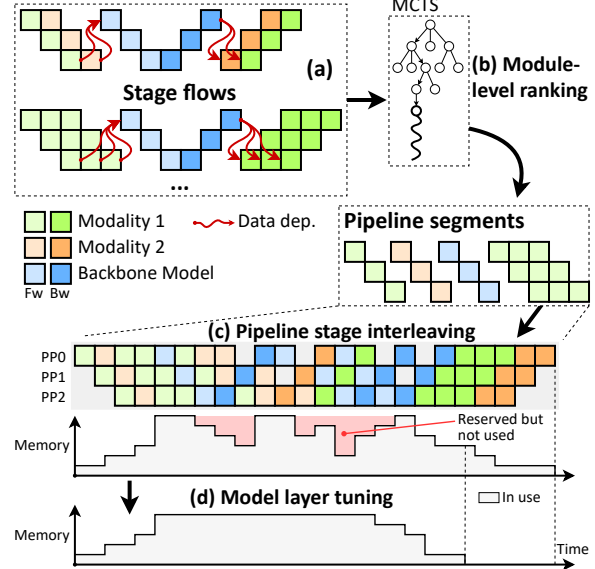 MCTS
(a)
(b) Module-
level ranking
Stage flows
...
Modality 1
Data dep.
Modality 2
Backbone Model
Fw Bw
Pipeline segments
(c) Pipeline stage interleaving
PP0
PP1
PP2
Reserved but
not used
Memory
(d) Model layer tuning
In use
Memory
Time